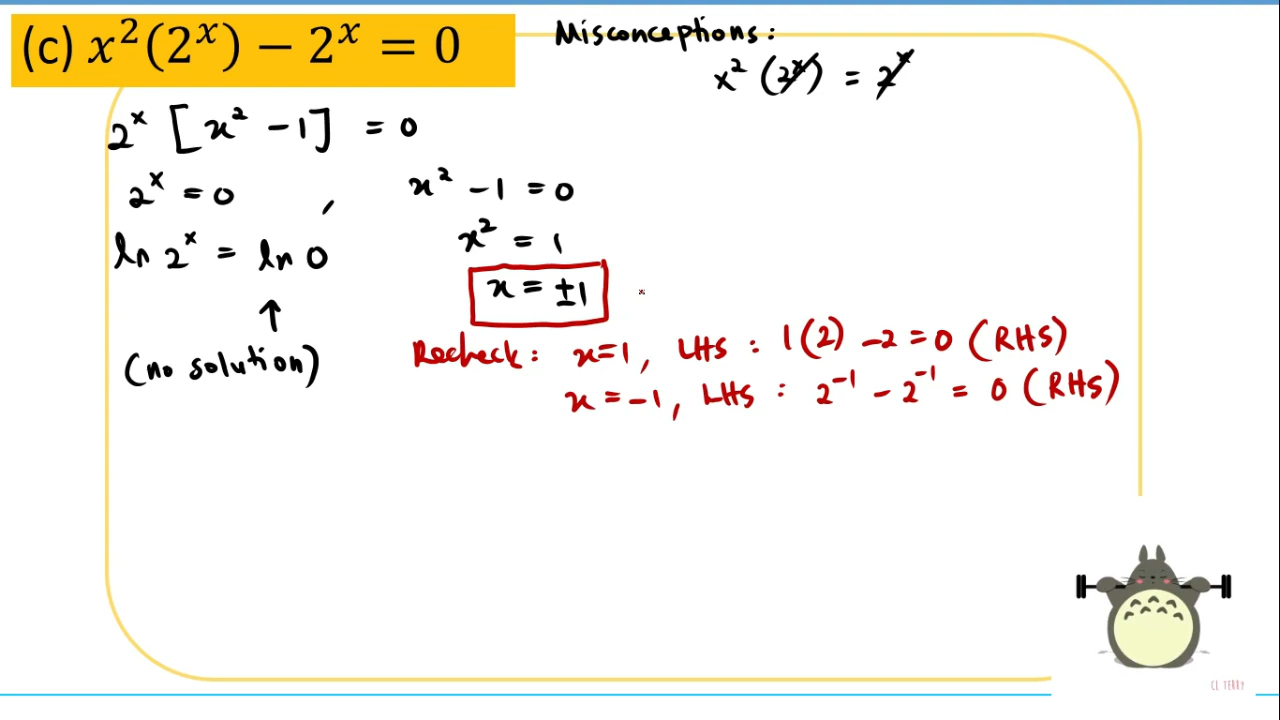 (c) x²(2ˣ) − 2ˣ = 0
Misconceptions:
x² (2ˣ) = 2ˣ
2ˣ [x² − 1] = 0
2ˣ = 0 , x² − 1 = 0
ln 2ˣ = ln 0 x² = 1
↑ x = ±1
(no solution)
Recheck: x=1, LHS : 1(2) − 2 = 0 (RHS)
x = −1, LHS : 2⁻¹ − 2⁻¹ = 0 (RHS)
CL TERRY